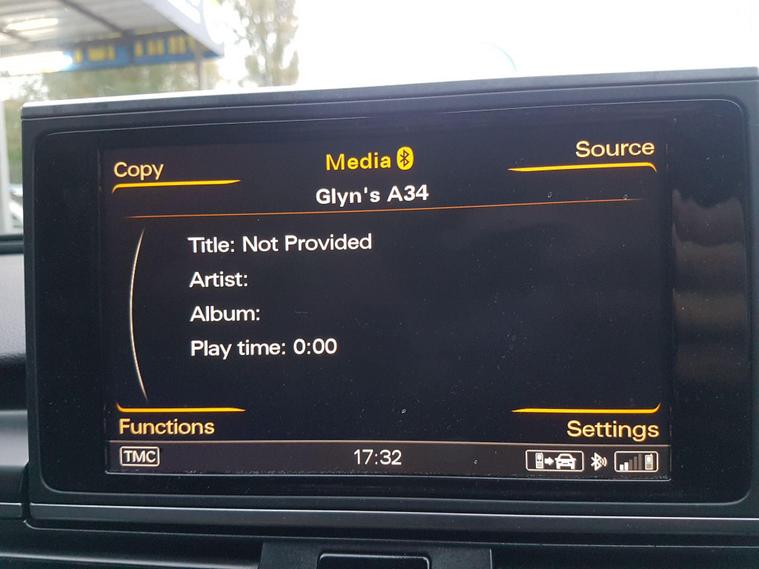 Copy
Media
Source
Glyn's A34
Title: Not Provided
Artist:
Album:
Play time: 0:00
Functions
Settings
TMC
17:32